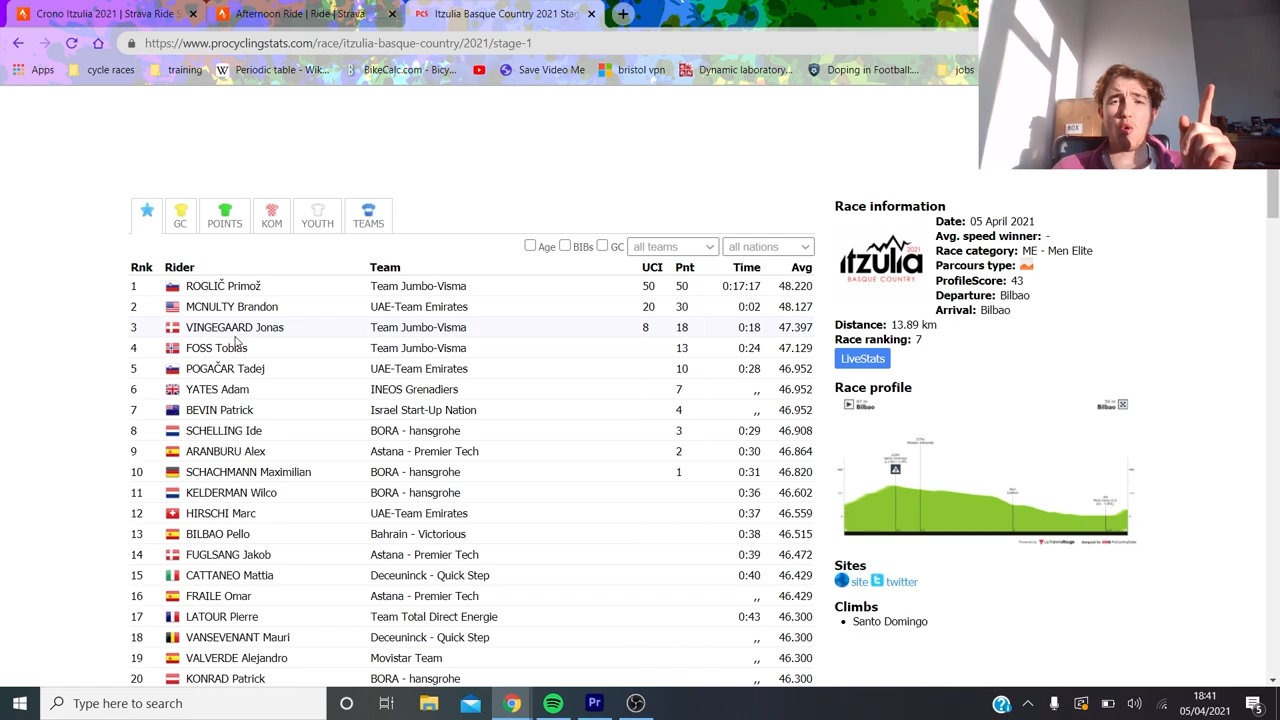 Crono - almost 3min Stra
Afternoon Ride | Ride | Strava
PCS
Itzulia Basque Country 2021 Stag
https://www.procyclingstats.com/race/itzulia-basque-country/2021/stage-1
Apps
cycle races
training
Periodic table - Wik...
BikeCalc.com - Bicy...
Save Video Me
bristol vpn
Dynamic laboratory...
Doping in Football:...
jobs
BOX
GC
POINTS
KOM
YOUTH
TEAMS
Age
BIBs
GC
all teams
all nations
Rnk Rider Team UCI Pnt Time Avg
1 ROGLIČ Primož Team Jumbo-Visma 50 50 0:17:17 48.220
2 MCNULTY Brandon UAE-Team Emirates 20 30 0:02 48.127
3 VINGEGAARD Jonas Team Jumbo-Visma 8 18 0:18 47.397
4 FOSS Tobias Team Jumbo-Visma 13 0:24 47.129
5 POGAČAR Tadej UAE-Team Emirates 10 0:28 46.952
6 YATES Adam INEOS Grenadiers 7 ,, 46.952
7 BEVIN Patrick Israel Start-Up Nation 4 ,, 46.952
8 SCHELLING Ide BORA - hansgrohe 3 0:29 46.908
9 ARANBURU Alex Astana - Premier Tech 2 0:30 46.864
10 SCHACHMANN Maximilian BORA - hansgrohe 1 0:31 46.820
11 KELDERMAN Wilco BORA - hansgrohe 0:36 46.602
12 HIRSCHI Marc UAE-Team Emirates 0:37 46.559
13 BILBAO Pello Bahrain - Victorious 0:38 46.515
14 FUGLSANG Jakob Astana - Premier Tech 0:39 46.472
15 CATTANEO Mattia Deceuninck - Quick Step 0:40 46.429
16 FRAILE Omar Astana - Premier Tech ,, 46.429
17 LATOUR Pierre Team Total Direct Energie 0:43 46.300
18 VANSEVENANT Mauri Deceuninck - Quick Step ,, 46.300
19 VALVERDE Alejandro Movistar Team ,, 46.300
20 KONRAD Patrick BORA - hansgrohe ,, 46.300
Race information
2021
itzulia
BASQUE COUNTRY
Date: 05 April 2021
Avg. speed winner: -
Race category: ME - Men Elite
Parcours type:
ProfileScore: 43
Departure: Bilbao
Arrival: Bilbao
Distance: 13.89 km
Race ranking: 7
LiveStats
Race profile
Bilbao
Bilbao
Sites
site
twitter
Climbs
Santo Domingo
Type here to search
Pr
18:41
05/04/2021
5